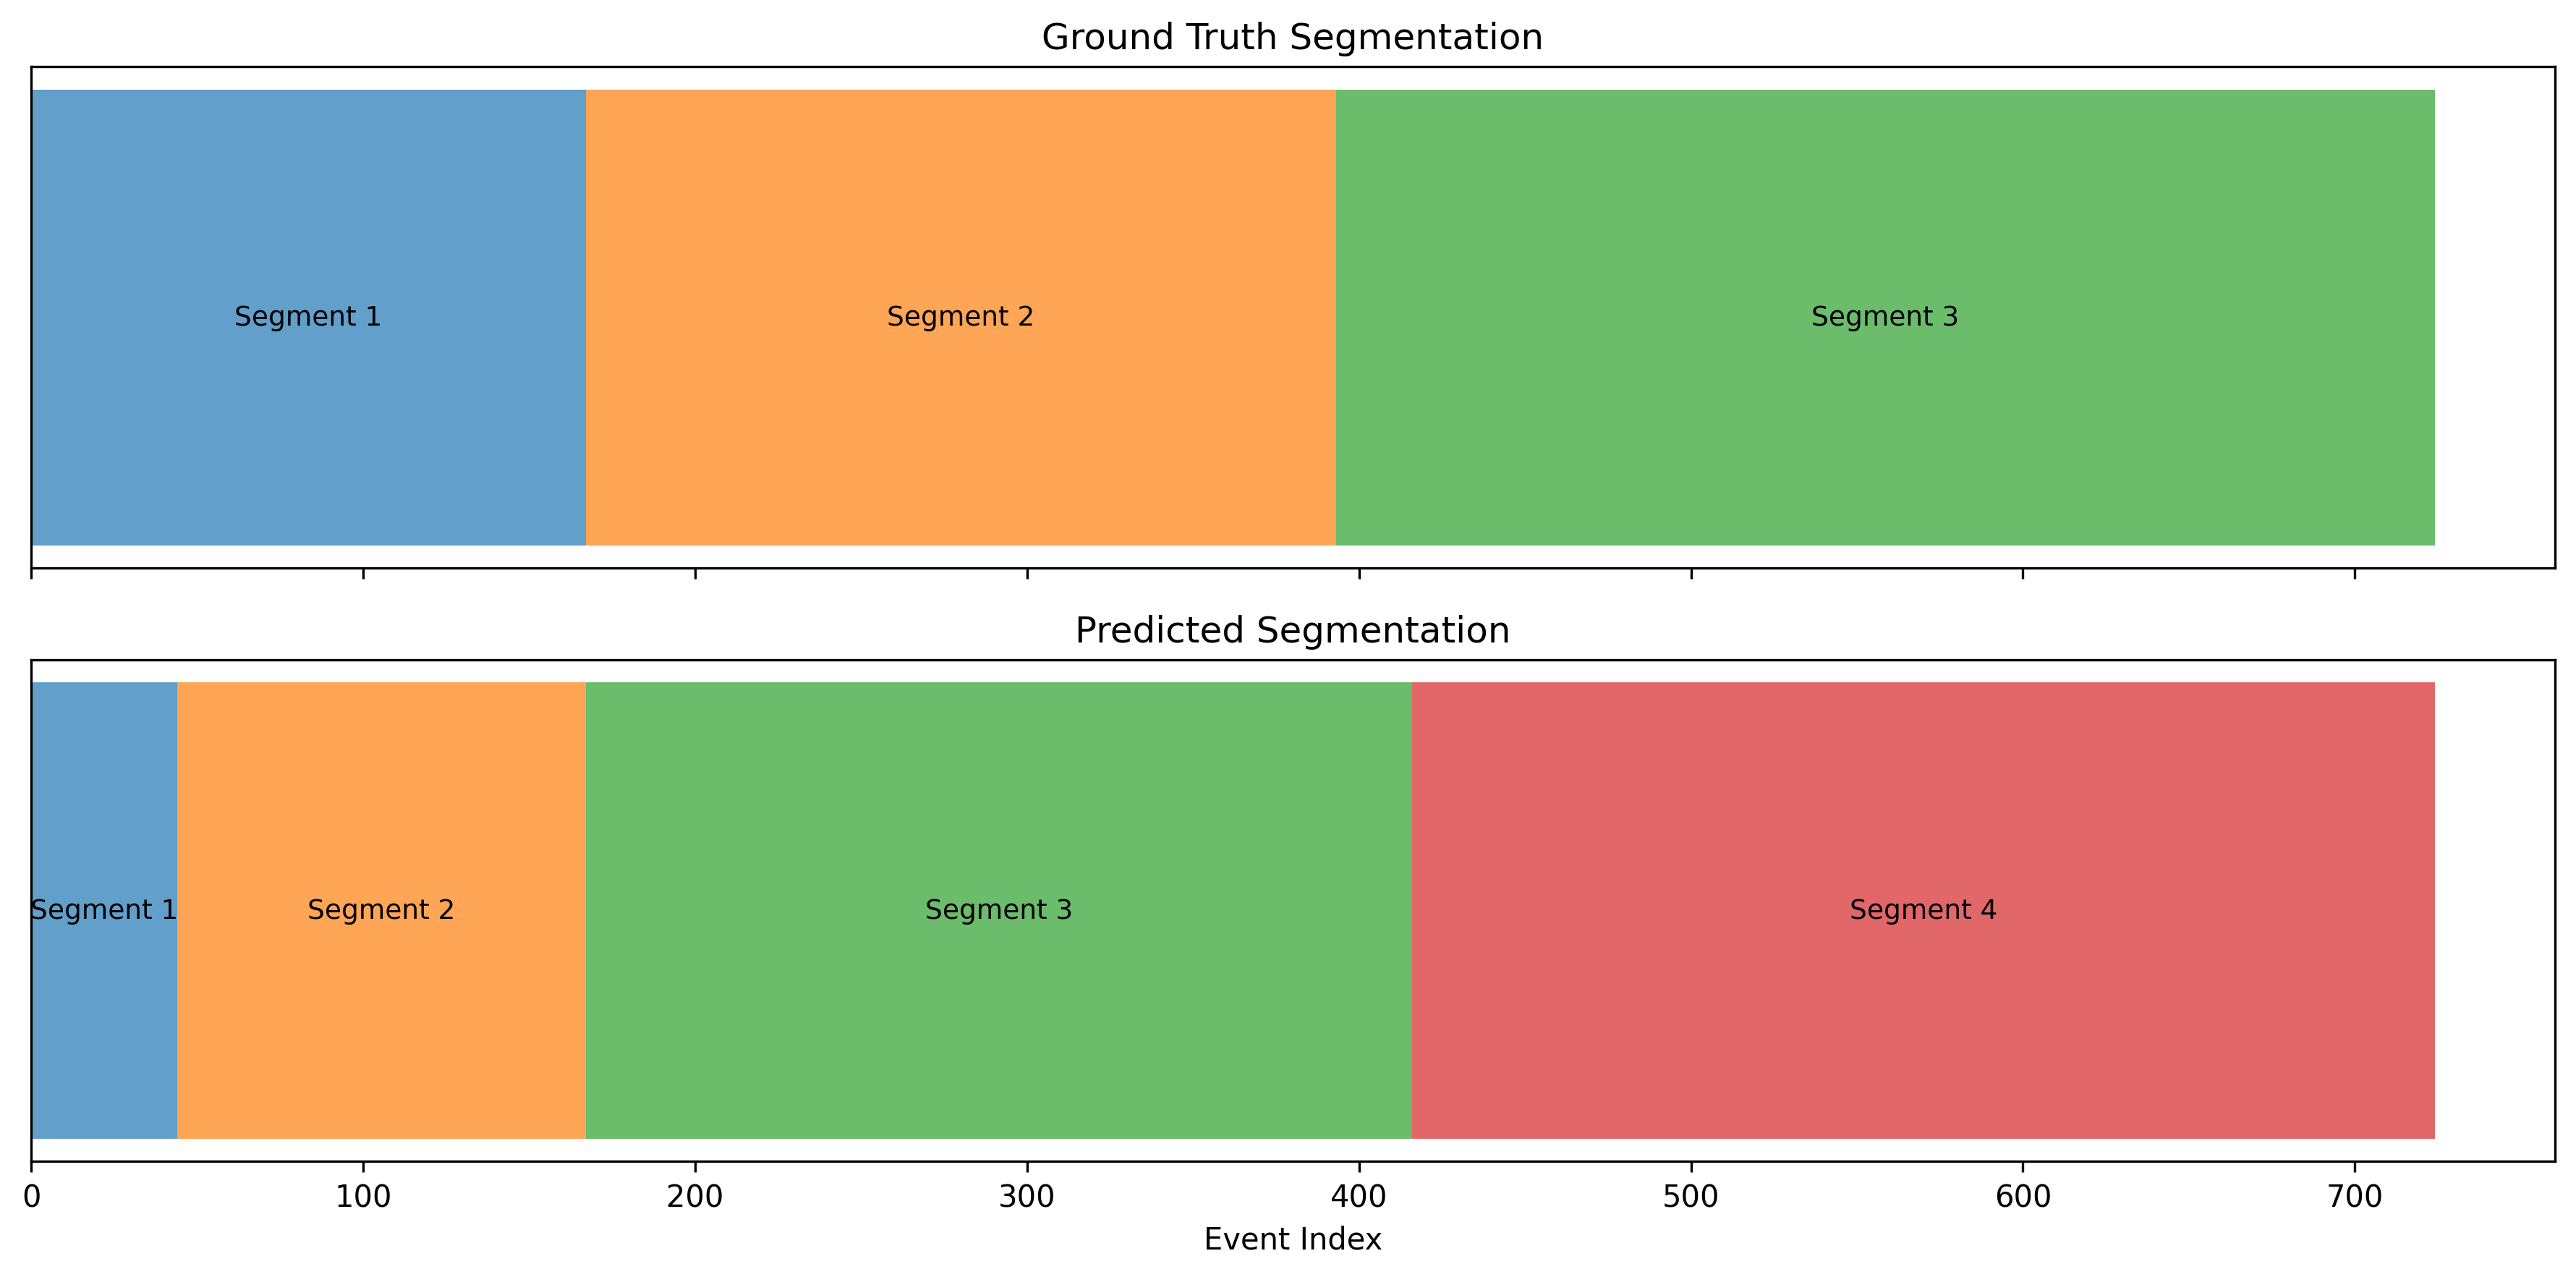 Ground Truth Segmentation
Segment 1 Segment 2 Segment 3
Predicted Segmentation
Segment 1 Segment 2 Segment 3 Segment 4
0 100 200 300 400 500 600 700
Event Index